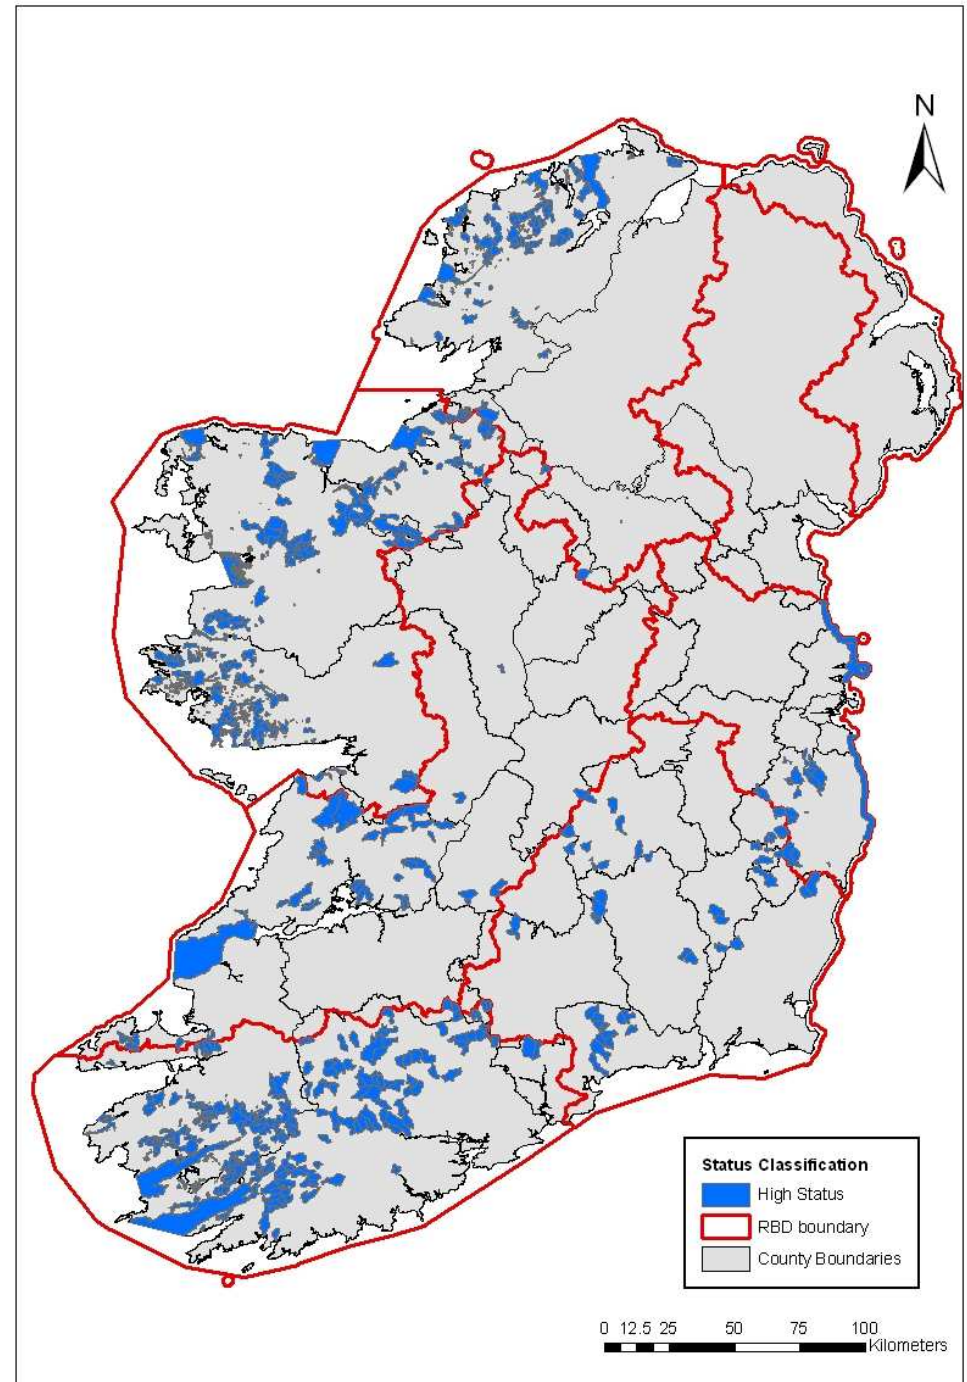 N
Status Classification
High Status
RBD boundary
County Boundaries
0 12.5 25 50 75 100
Kilometers